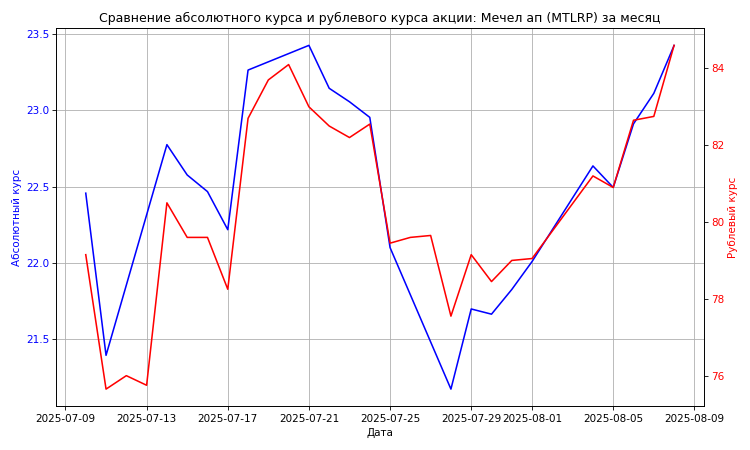 Сравнение абсолютного курса и рублевого курса акции: Мечел ап (MTLRP) за месяц
23.5
23.0
22.5
22.0
21.5
Абсолютный курс
84
82
80
78
76
Рублевый курс
2025-07-09 2025-07-13 2025-07-17 2025-07-21 2025-07-25 2025-07-29 2025-08-01 2025-08-05 2025-08-09
Дата